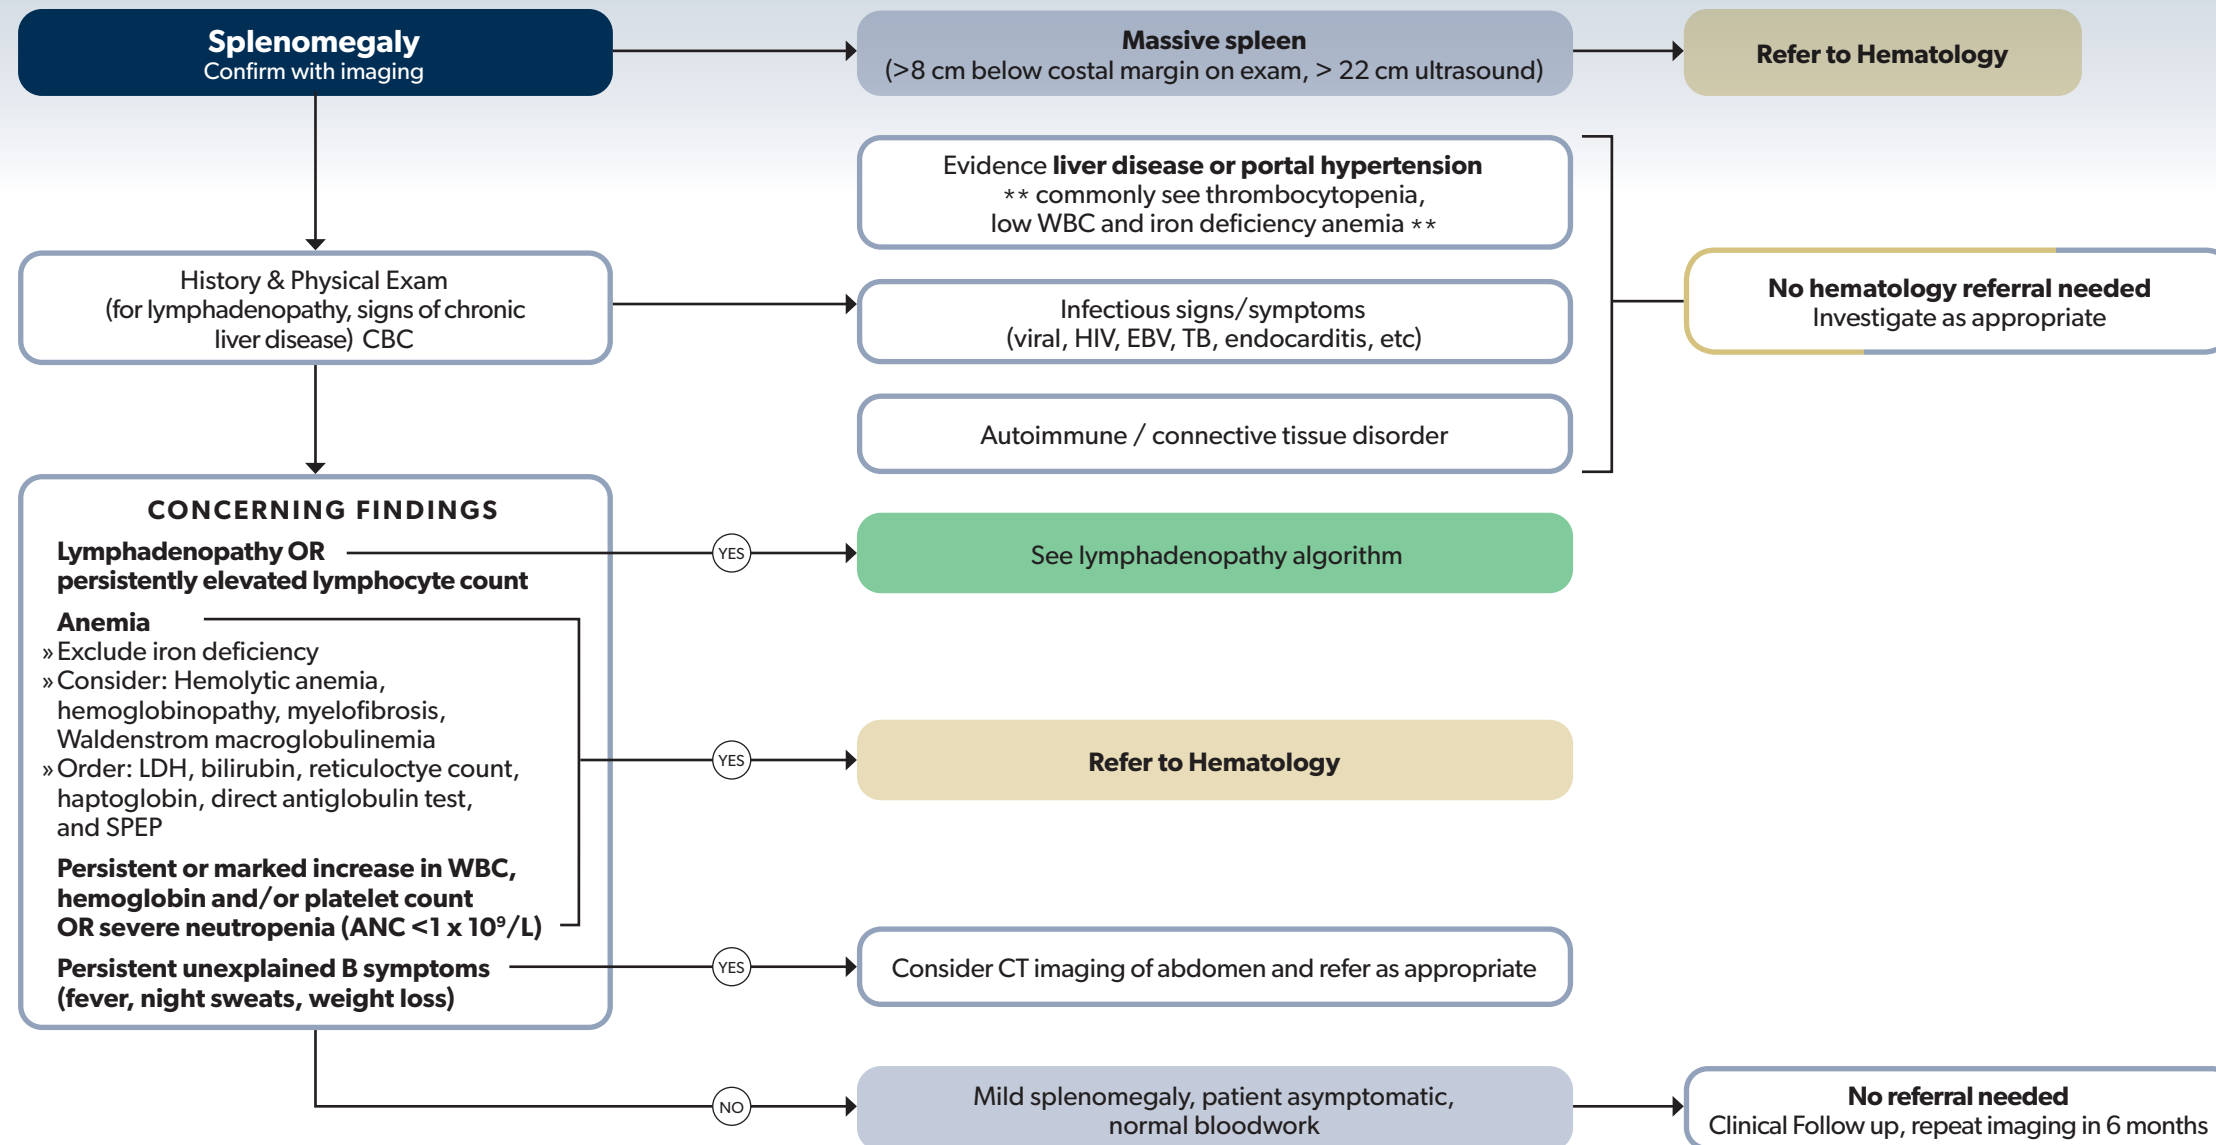 Splenomegaly
Confirm with imaging
Massive spleen
(>8 cm below costal margin on exam, > 22 cm ultrasound)
Refer to Hematology
Evidence liver disease or portal hypertension
** commonly see thrombocytopenia,
low WBC and iron deficiency anemia **
History & Physical Exam
(for lymphadenopathy, signs of chronic
liver disease) CBC
Infectious signs/symptoms
(viral, HIV, EBV, TB, endocarditis, etc)
No hematology referral needed
Investigate as appropriate
Autoimmune / connective tissue disorder
CONCERNING FINDINGS
Lymphadenopathy OR
persistently elevated lymphocyte count
YES
See lymphadenopathy algorithm
Anemia
» Exclude iron deficiency
» Consider: Hemolytic anemia,
hemoglobinopathy, myelofibrosis,
Waldenstrom macroglobulinemia
» Order: LDH, bilirubin, reticuloctye count,
haptoglobin, direct antiglobulin test,
and SPEP
Persistent or marked increase in WBC,
hemoglobin and/or platelet count
OR severe neutropenia (ANC <1 x 10⁹/L)
YES
Refer to Hematology
Persistent unexplained B symptoms
(fever, night sweats, weight loss)
YES
Consider CT imaging of abdomen and refer as appropriate
NO
Mild splenomegaly, patient asymptomatic,
normal bloodwork
No referral needed
Clinical Follow up, repeat imaging in 6 months